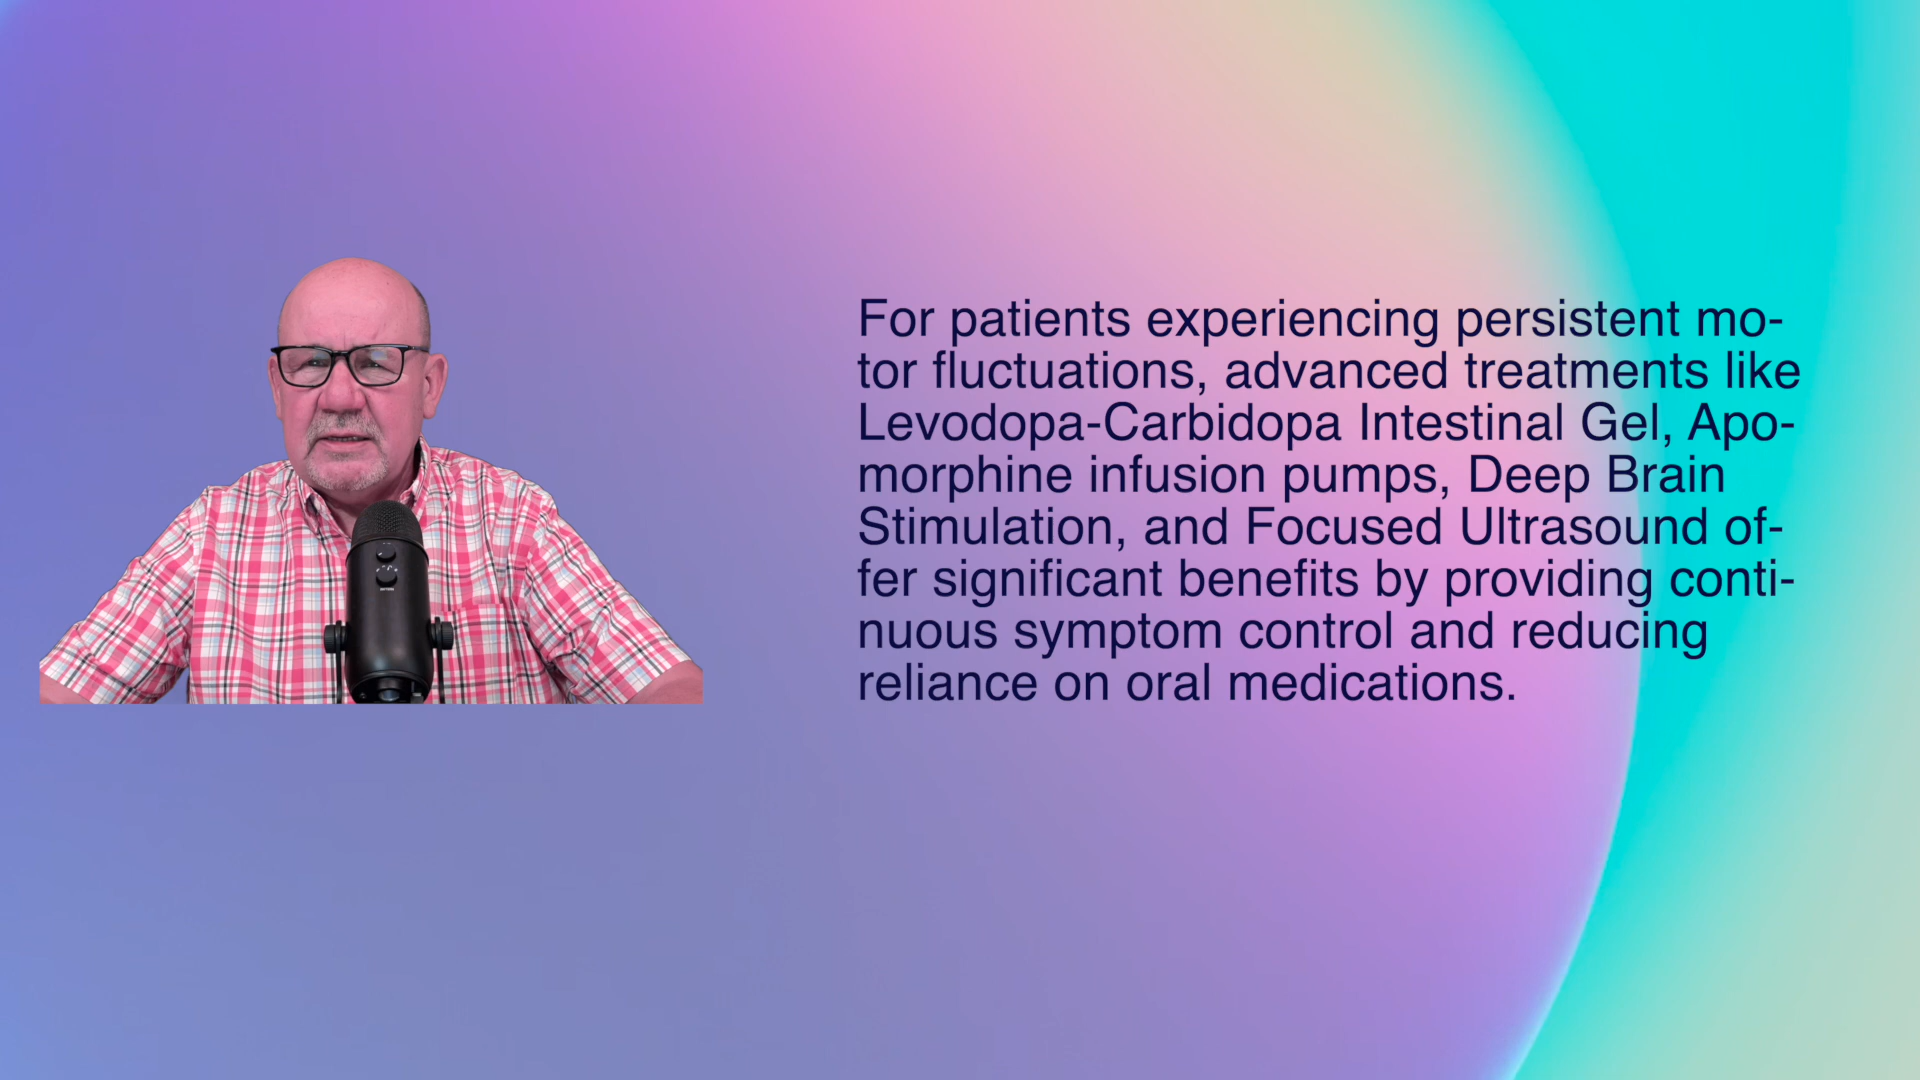 For patients experiencing persistent mo-
tor fluctuations, advanced treatments like
Levodopa-Carbidopa Intestinal Gel, Apo-
morphine infusion pumps, Deep Brain
Stimulation, and Focused Ultrasound of-
fer significant benefits by providing conti-
nuous symptom control and reducing
reliance on oral medications.